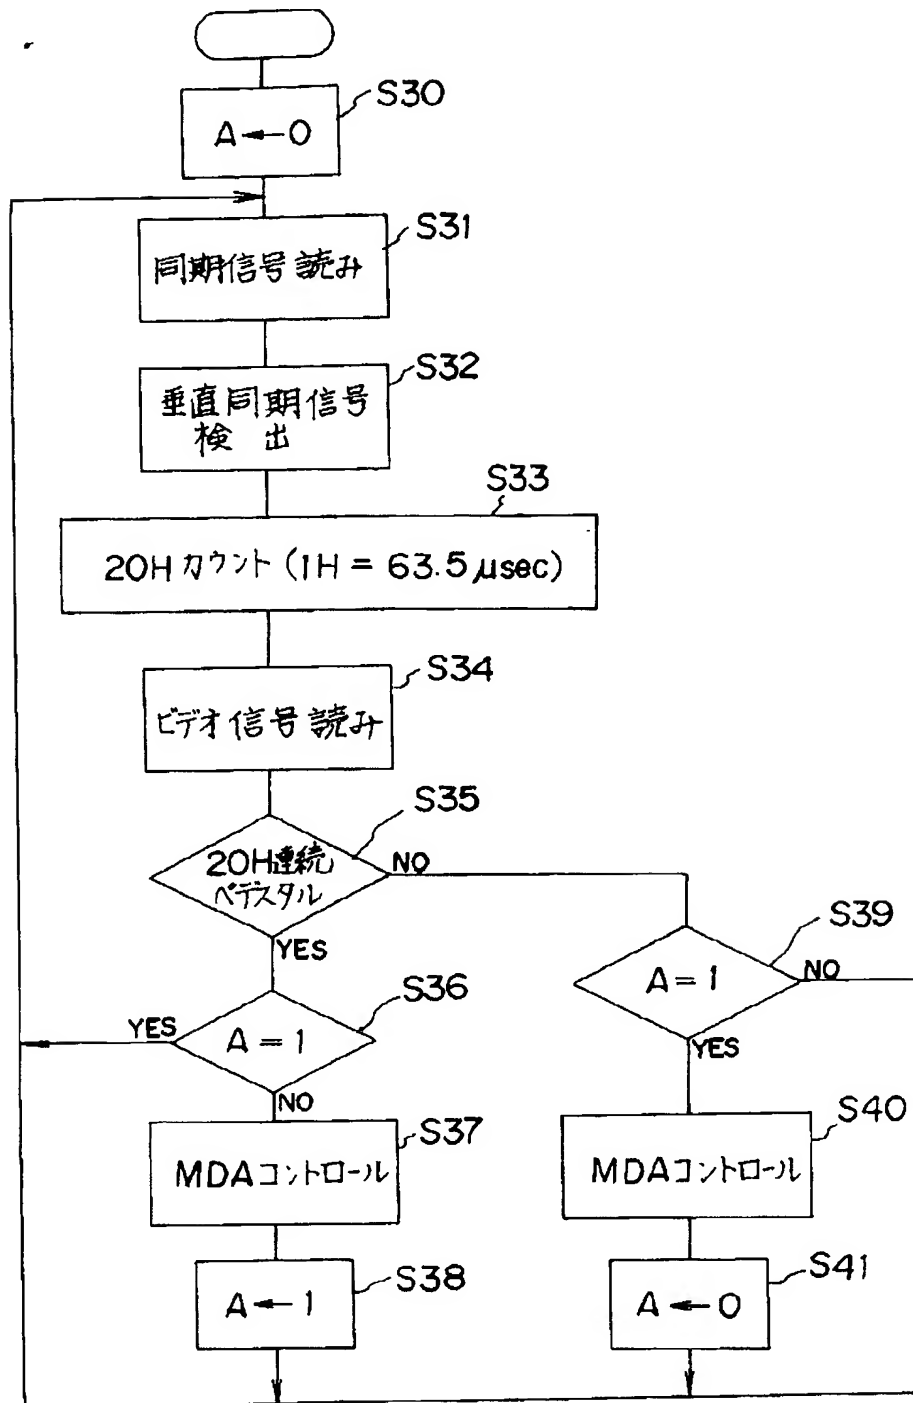 S30
A←0
S31
同期信号読み
S32
垂直同期信号
検出
S33
20Hカウント(1H = 63.5μsec)
S34
ビデオ信号読み
S35
20H連続
ペデスタル
NO
YES
S39
A=1
NO
YES
S36
A=1
YES
NO
S37
MDAコントロール
S40
MDAコントロール
S38
A←1
S41
A←0